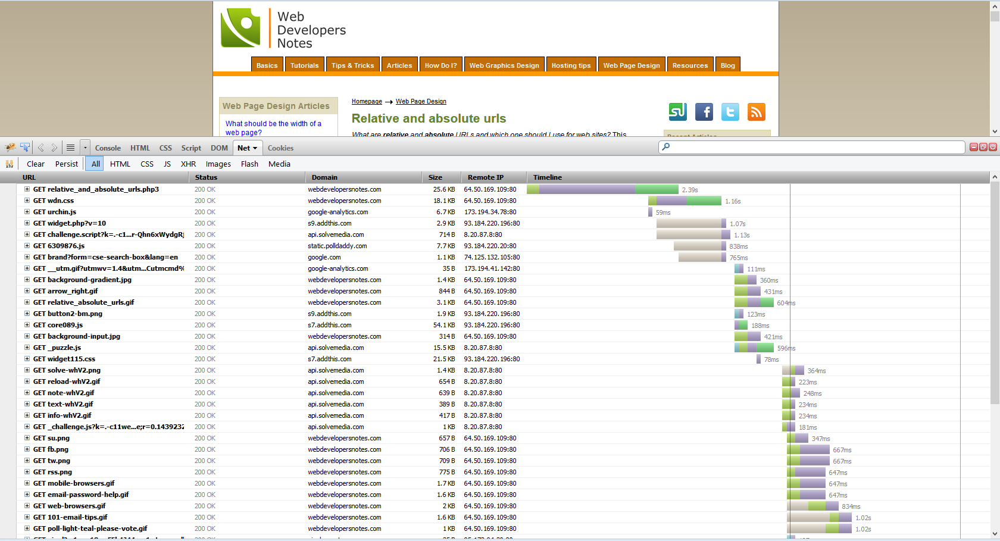 Web
Developers
Notes
Basics Tutorials Tips & Tricks Articles How Do I? Web Graphics Design Hosting tips Web Page Design Resources Blog
Web Page Design Articles
What should be the width of a
web page?
Homepage → Web Page Design
Relative and absolute urls
What are relative and absolute URLs and which one should I use for web sites? This
Recent Articles
Console HTML CSS Script DOM Net Cookies
xhr Clear Persist All HTML CSS JS XHR Images Flash Media
URL Status Domain Size Remote IP Timeline
GET relative_and_absolute_urls.php3 200 OK webdevelopersnotes.com 25.6 KB 64.50.169.109:80 2.39s
GET wdn.css 200 OK webdevelopersnotes.com 18.1 KB 64.50.169.109:80 1.16s
GET urchin.js 200 OK google-analytics.com 6.7 KB 173.194.34.78:80 59ms
GET widget.php?v=10 200 OK s9.addthis.com 2.9 KB 93.184.220.196:80 1.07s
GET challenge.script?k=.-c1...r-Qhn6xWydgRj 200 OK api.solvemedia.com 714 B 8.20.87.8:80 1.13s
GET 6309876.js 200 OK static.polldaddy.com 7.7 KB 93.184.220.20:80 838ms
GET brand?form=cse-search-box&lang=en 200 OK google.com 1.1 KB 74.125.132.105:80 765ms
GET __utm.gif?utmwv=1.4&utm...Cutmcmd% 200 OK google-analytics.com 35 B 173.194.41.142:80 111ms
GET background-gradient.jpg 200 OK webdevelopersnotes.com 1.4 KB 64.50.169.109:80 360ms
GET arrow_right.gif 200 OK webdevelopersnotes.com 844 B 64.50.169.109:80 431ms
GET relative_absolute_urls.gif 200 OK webdevelopersnotes.com 3.1 KB 64.50.169.109:80 604ms
GET button2-bm.png 200 OK s9.addthis.com 1.9 KB 93.184.220.196:80 123ms
GET core089.js 200 OK s7.addthis.com 54.1 KB 93.184.220.196:80 188ms
GET background-input.jpg 200 OK webdevelopersnotes.com 314 B 64.50.169.109:80 421ms
GET _puzzle.js 200 OK api.solvemedia.com 15.5 KB 8.20.87.8:80 596ms
GET widget115.css 200 OK s7.addthis.com 21.5 KB 93.184.220.196:80 78ms
GET solve-whV2.png 200 OK api.solvemedia.com 1.4 KB 8.20.87.8:80 364ms
GET reload-whV2.gif 200 OK api.solvemedia.com 654 B 8.20.87.8:80 223ms
GET note-whV2.gif 200 OK api.solvemedia.com 639 B 8.20.87.8:80 248ms
GET text-whV2.gif 200 OK api.solvemedia.com 389 B 8.20.87.8:80 234ms
GET info-whV2.gif 200 OK api.solvemedia.com 417 B 8.20.87.8:80 234ms
GET _challenge.js?k=.-c11we...e;r=0.1439232 200 OK api.solvemedia.com 1 KB 8.20.87.8:80 181ms
GET su.png 200 OK webdevelopersnotes.com 657 B 64.50.169.109:80 347ms
GET fb.png 200 OK webdevelopersnotes.com 706 B 64.50.169.109:80 667ms
GET tw.png 200 OK webdevelopersnotes.com 709 B 64.50.169.109:80 667ms
GET rss.png 200 OK webdevelopersnotes.com 775 B 64.50.169.109:80 647ms
GET mobile-browsers.gif 200 OK webdevelopersnotes.com 1.7 KB 64.50.169.109:80 647ms
GET email-password-help.gif 200 OK webdevelopersnotes.com 1.6 KB 64.50.169.109:80 647ms
GET web-browsers.gif 200 OK webdevelopersnotes.com 2 KB 64.50.169.109:80 834ms
GET 101-email-tips.gif 200 OK webdevelopersnotes.com 1.6 KB 64.50.169.109:80 1.02s
GET poll-light-teal-please-vote.gif 200 OK webdevelopersnotes.com 1 KB 64.50.169.109:80 1.02s